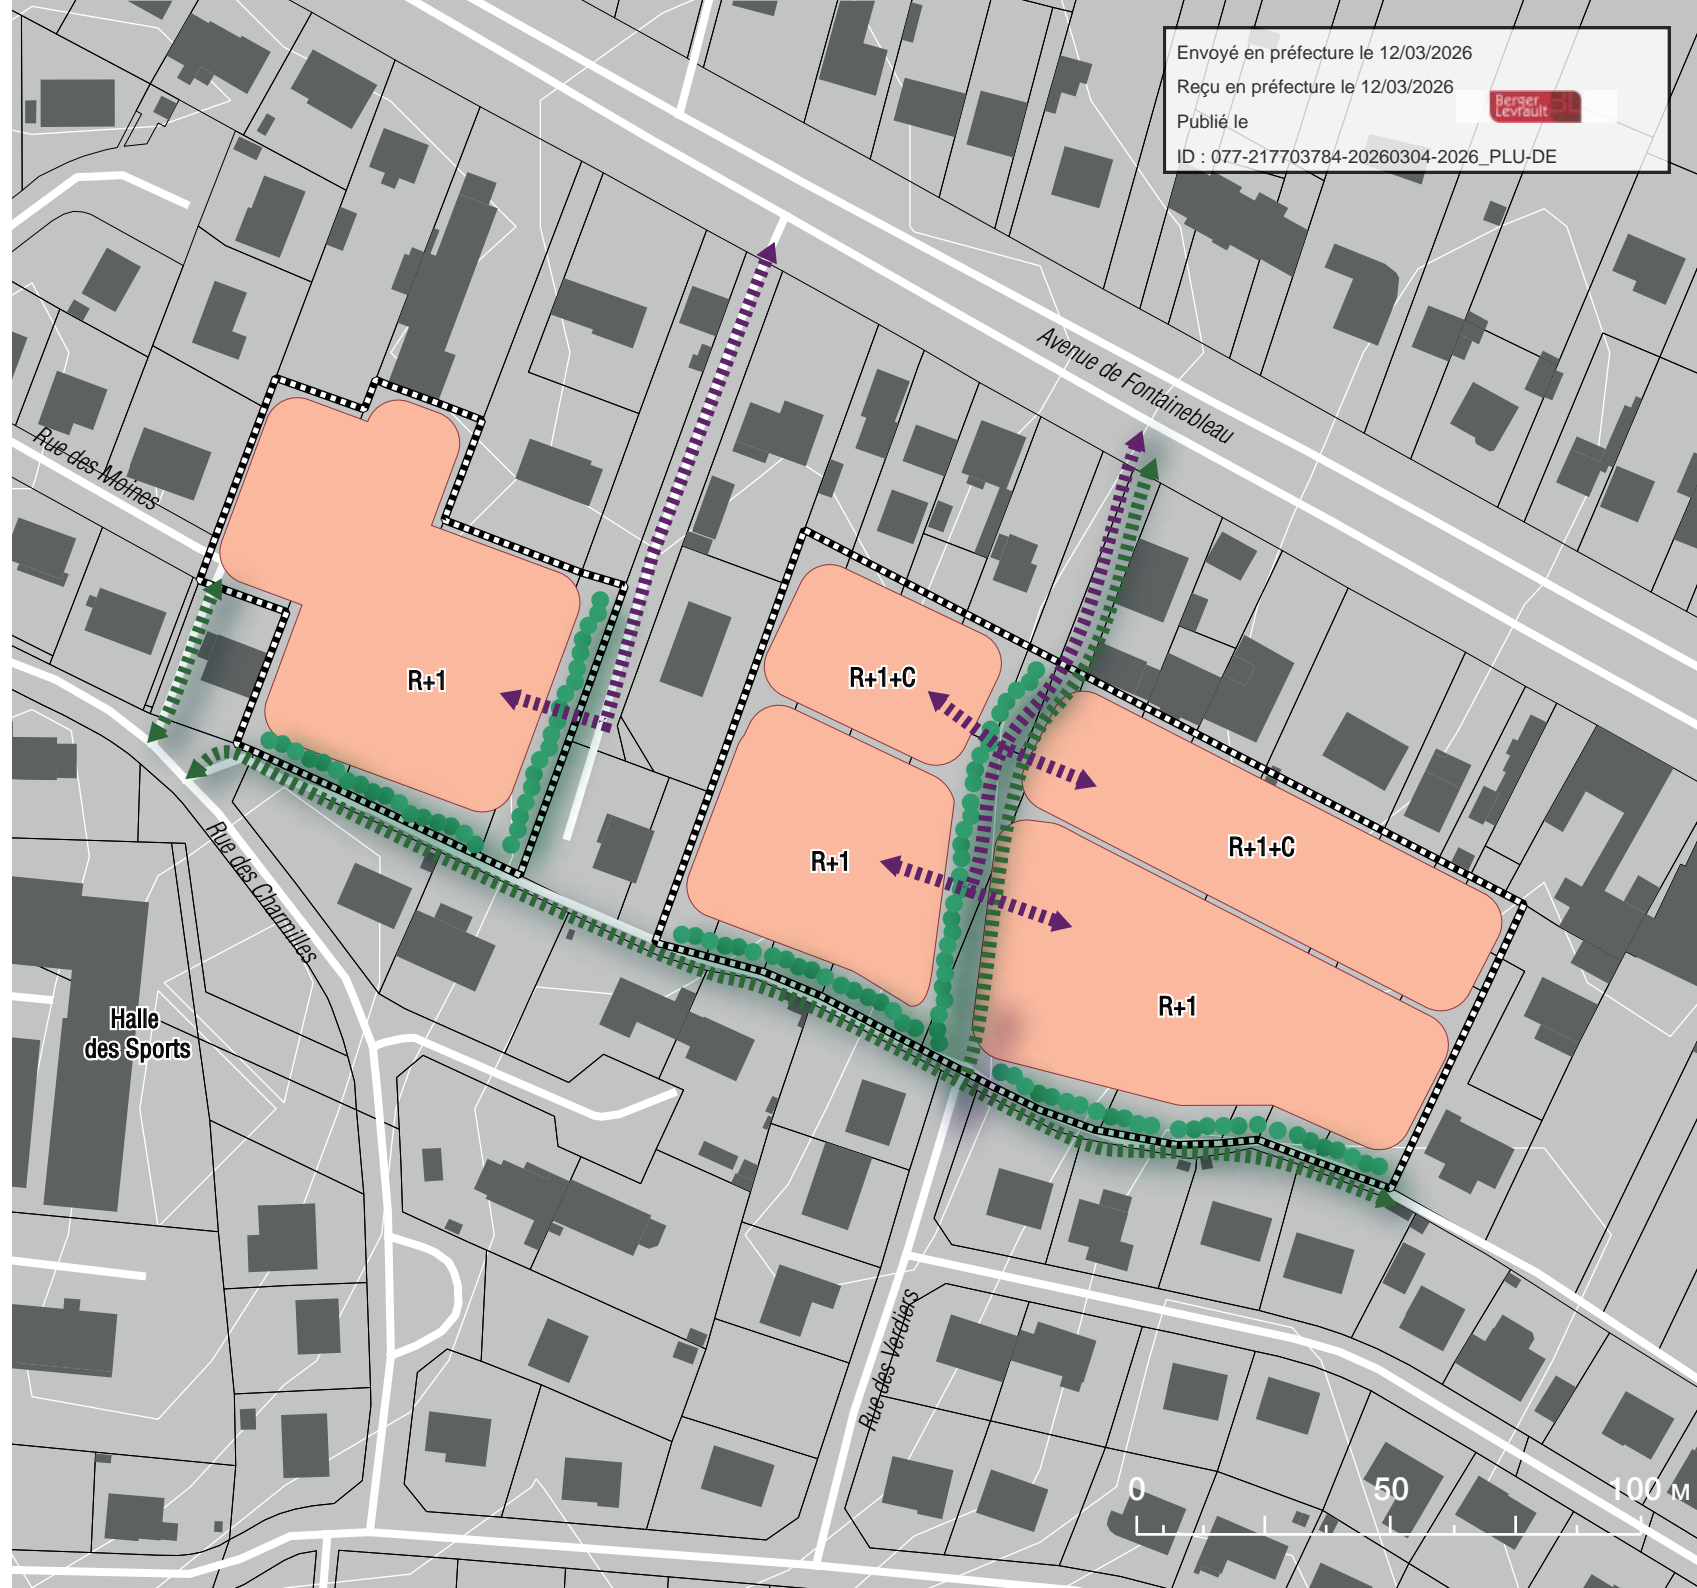 Envoyé en préfecture le 12/03/2026
Reçu en préfecture le 12/03/2026
Berger
Levrault
Publié le
ID : 077-217703784-20260304-2026_PLU-DE
Avenue de Fontainebleau
Rue des Moines
R+1
R+1+C
R+1
R+1+C
R+1
Rue des Charmilles
Halle
des Sports
Rue des Verdiers
0 50 100 M